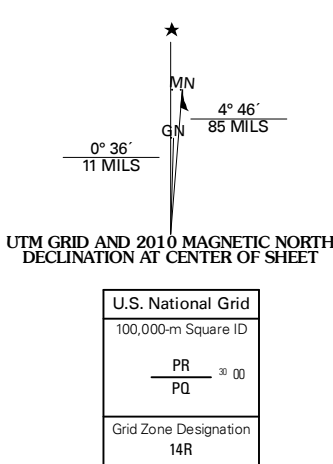 ★
MN
GN
4° 46´
85 MILS
0° 36´
11 MILS
UTM GRID AND 2010 MAGNETIC NORTH
DECLINATION AT CENTER OF SHEET
U.S. National Grid
100,000-m Square ID
PR
30 00
PQ
Grid Zone Designation
14R